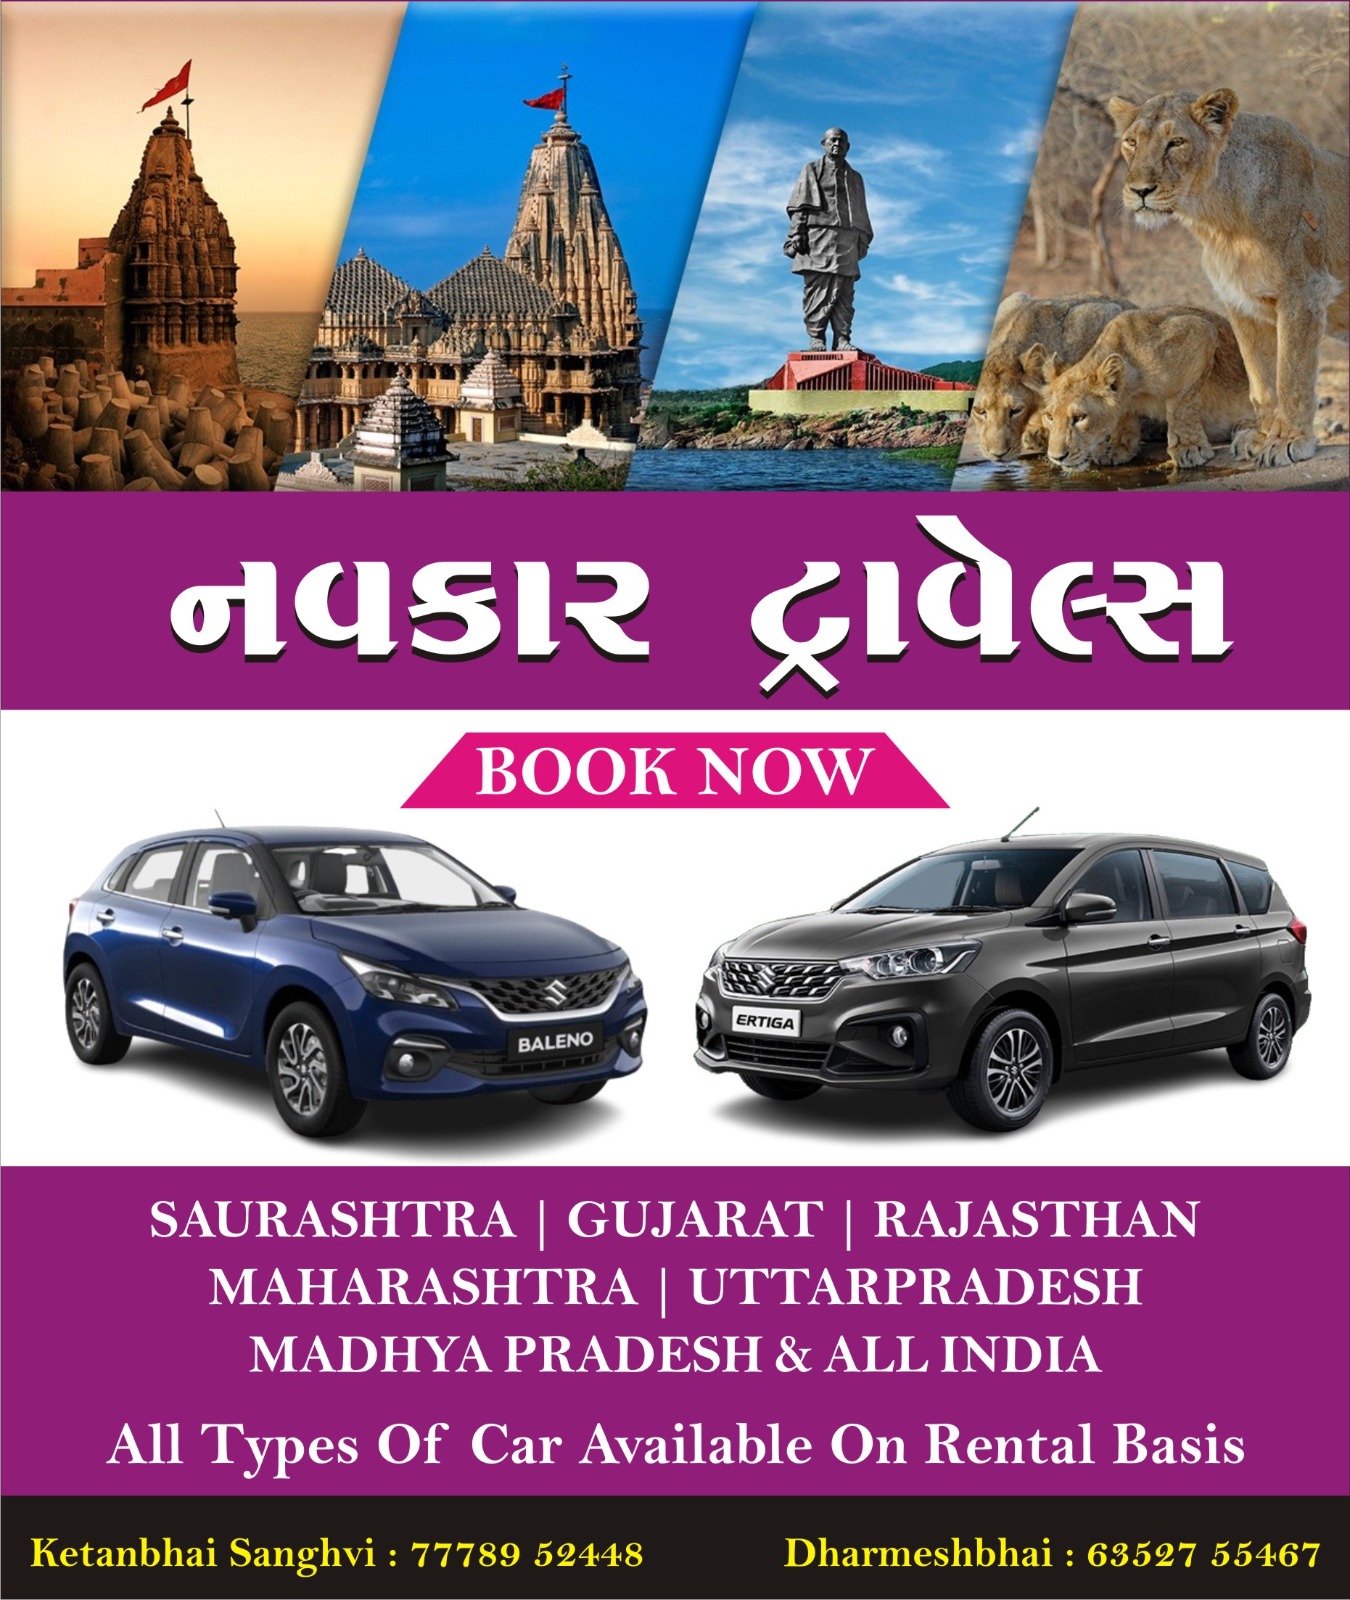 નવકાર ટ્રાવેલ્સ
BOOK NOW
BALENO
ERTIGA
SAURASHTRA | GUJARAT | RAJASTHAN
MAHARASHTRA | UTTARPRADESH
MADHYA PRADESH & ALL INDIA
All Types Of Car Available On Rental Basis
Ketanbhai Sanghvi : 77789 52448
Dharmeshbhai : 63527 55467